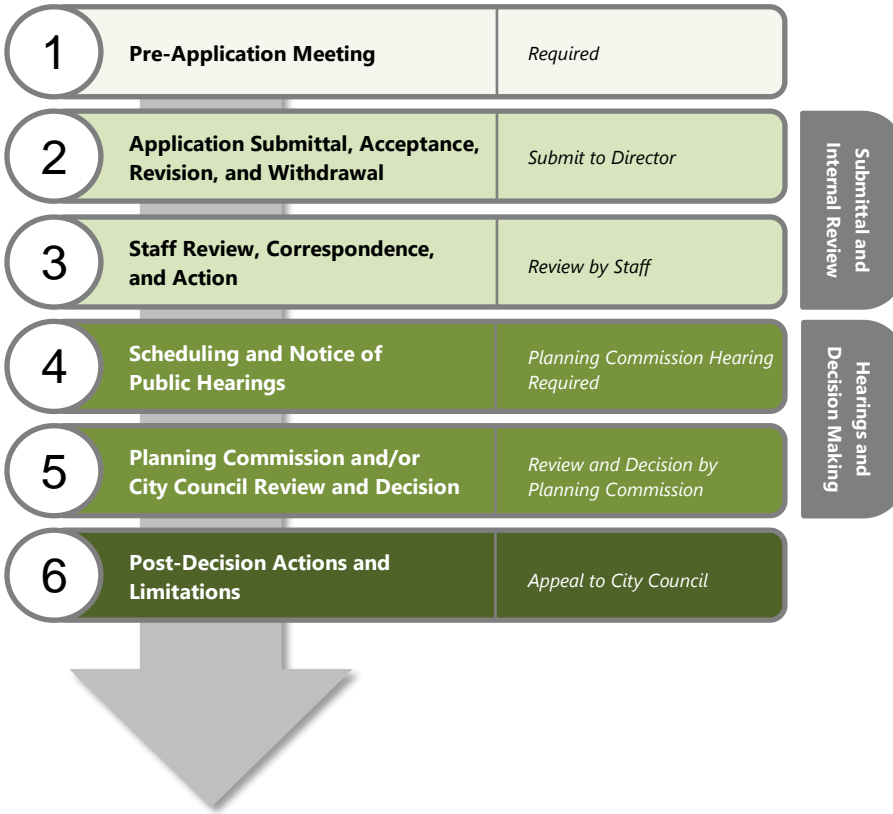 1
Pre-Application Meeting
Required
2
Application Submittal, Acceptance,
Revision, and Withdrawal
Submit to Director
3
Staff Review, Correspondence,
and Action
Review by Staff
Submittal and
Internal Review
4
Scheduling and Notice of
Public Hearings
Planning Commission Hearing
Required
5
Planning Commission and/or
City Council Review and Decision
Review and Decision by
Planning Commission
Hearings and
Decision Making
6
Post-Decision Actions and
Limitations
Appeal to City Council